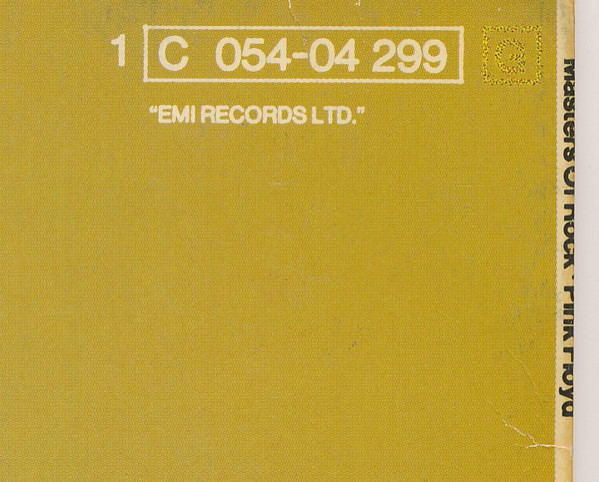 1 C 054-04 299 G
“EMI RECORDS LTD.”
Masters Of Rock · Pink Floyd